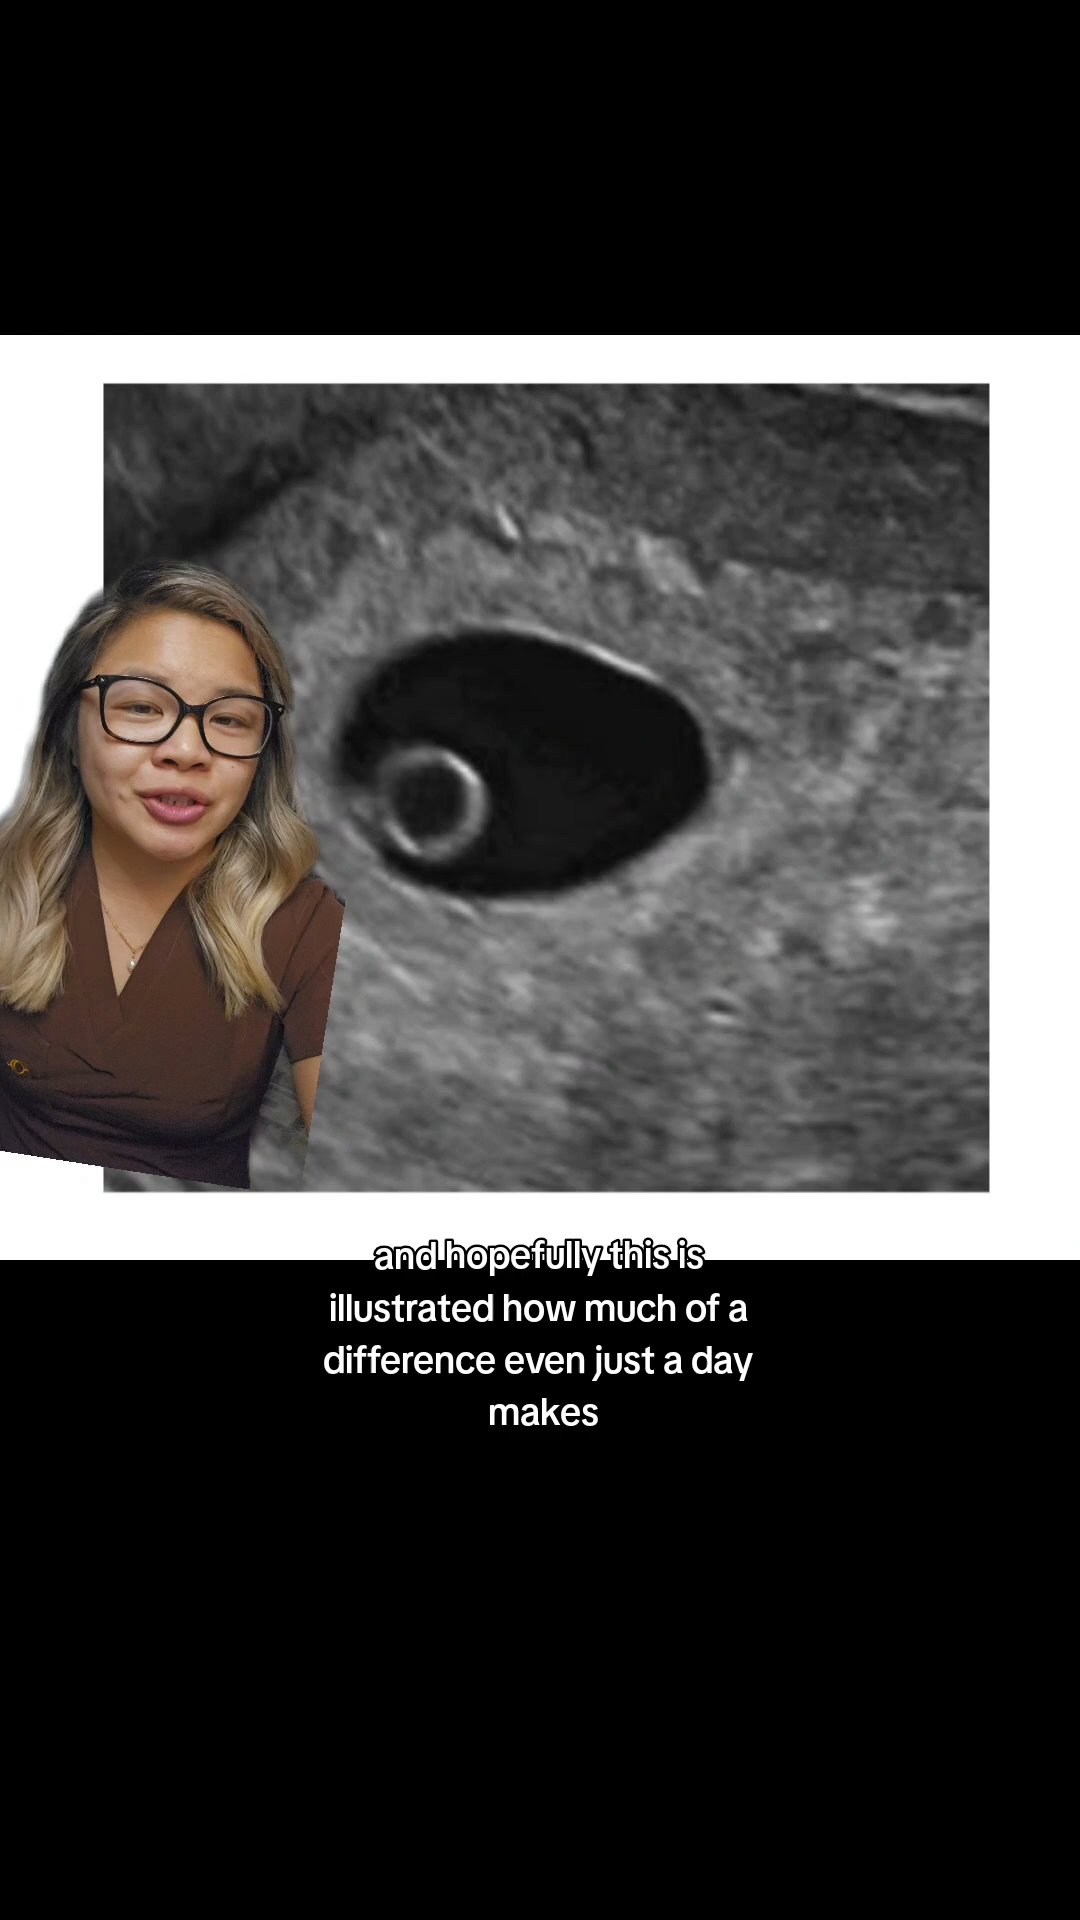 and hopefully this is
illustrated how much of a
difference even just a day
makes